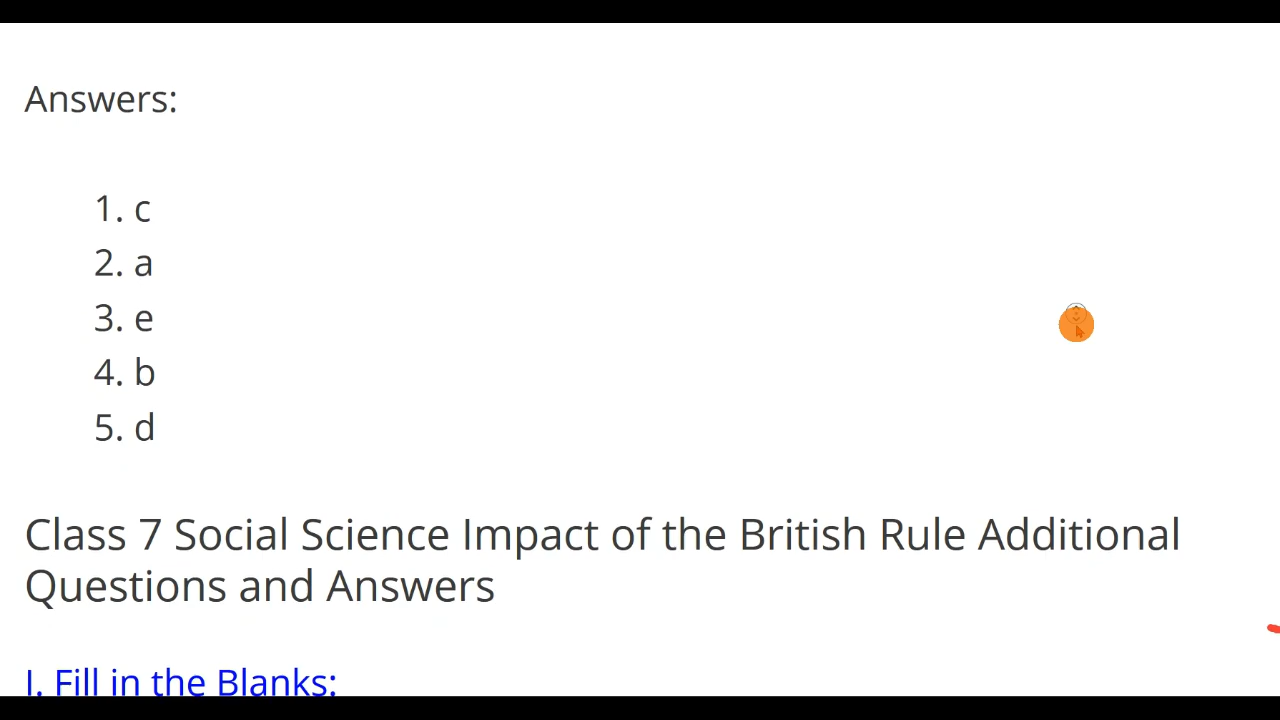 Answers:
1. c
2. a
3. e
4. b
5. d
Class 7 Social Science Impact of the British Rule Additional
Questions and Answers
I. Fill in the Blanks: